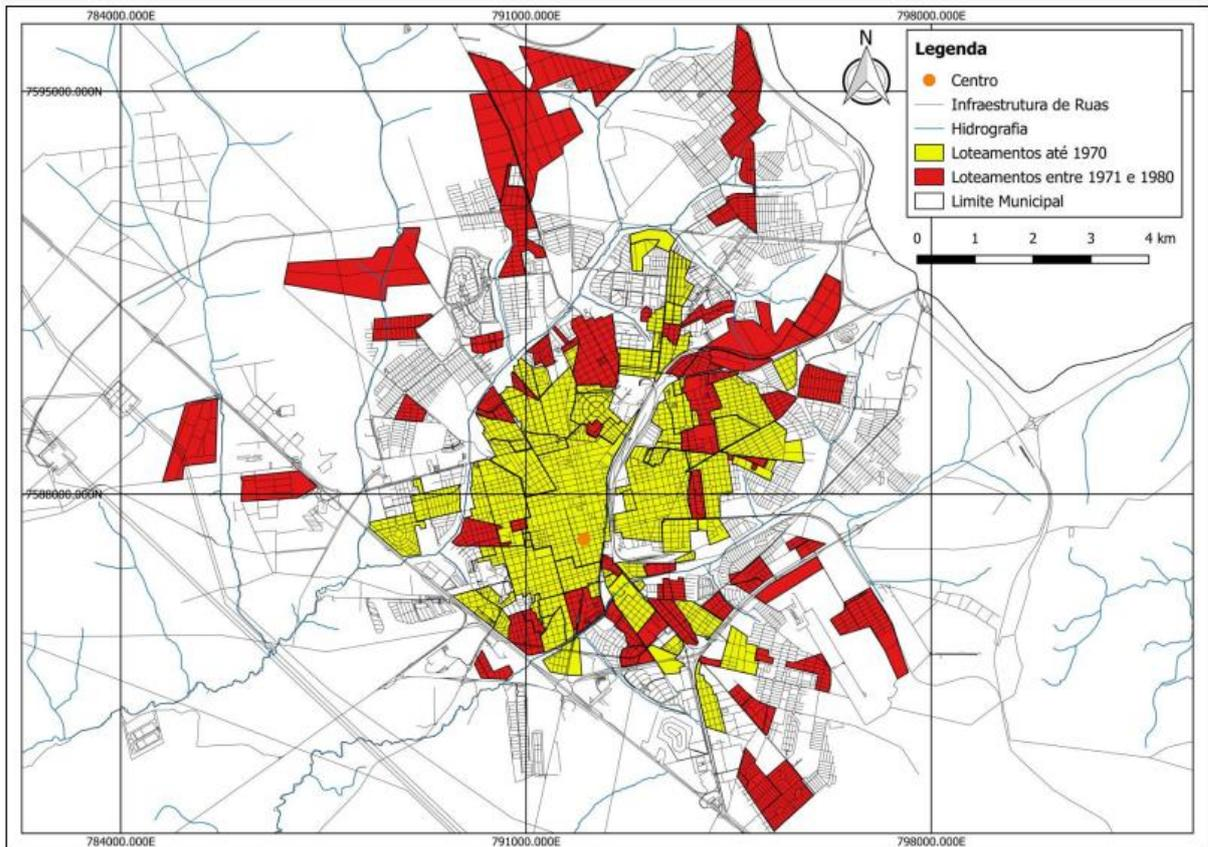 784000.000E 791000.000E 798000.000E
N
Legenda
Centro
Infraestrutura de Ruas
Hidrografia
Loteamentos até 1970
Loteamentos entre 1971 e 1980
Limite Municipal
0 1 2 3 4 km
7595000.000N
7588000.000N
784000.000E 791000.000E 798000.000E